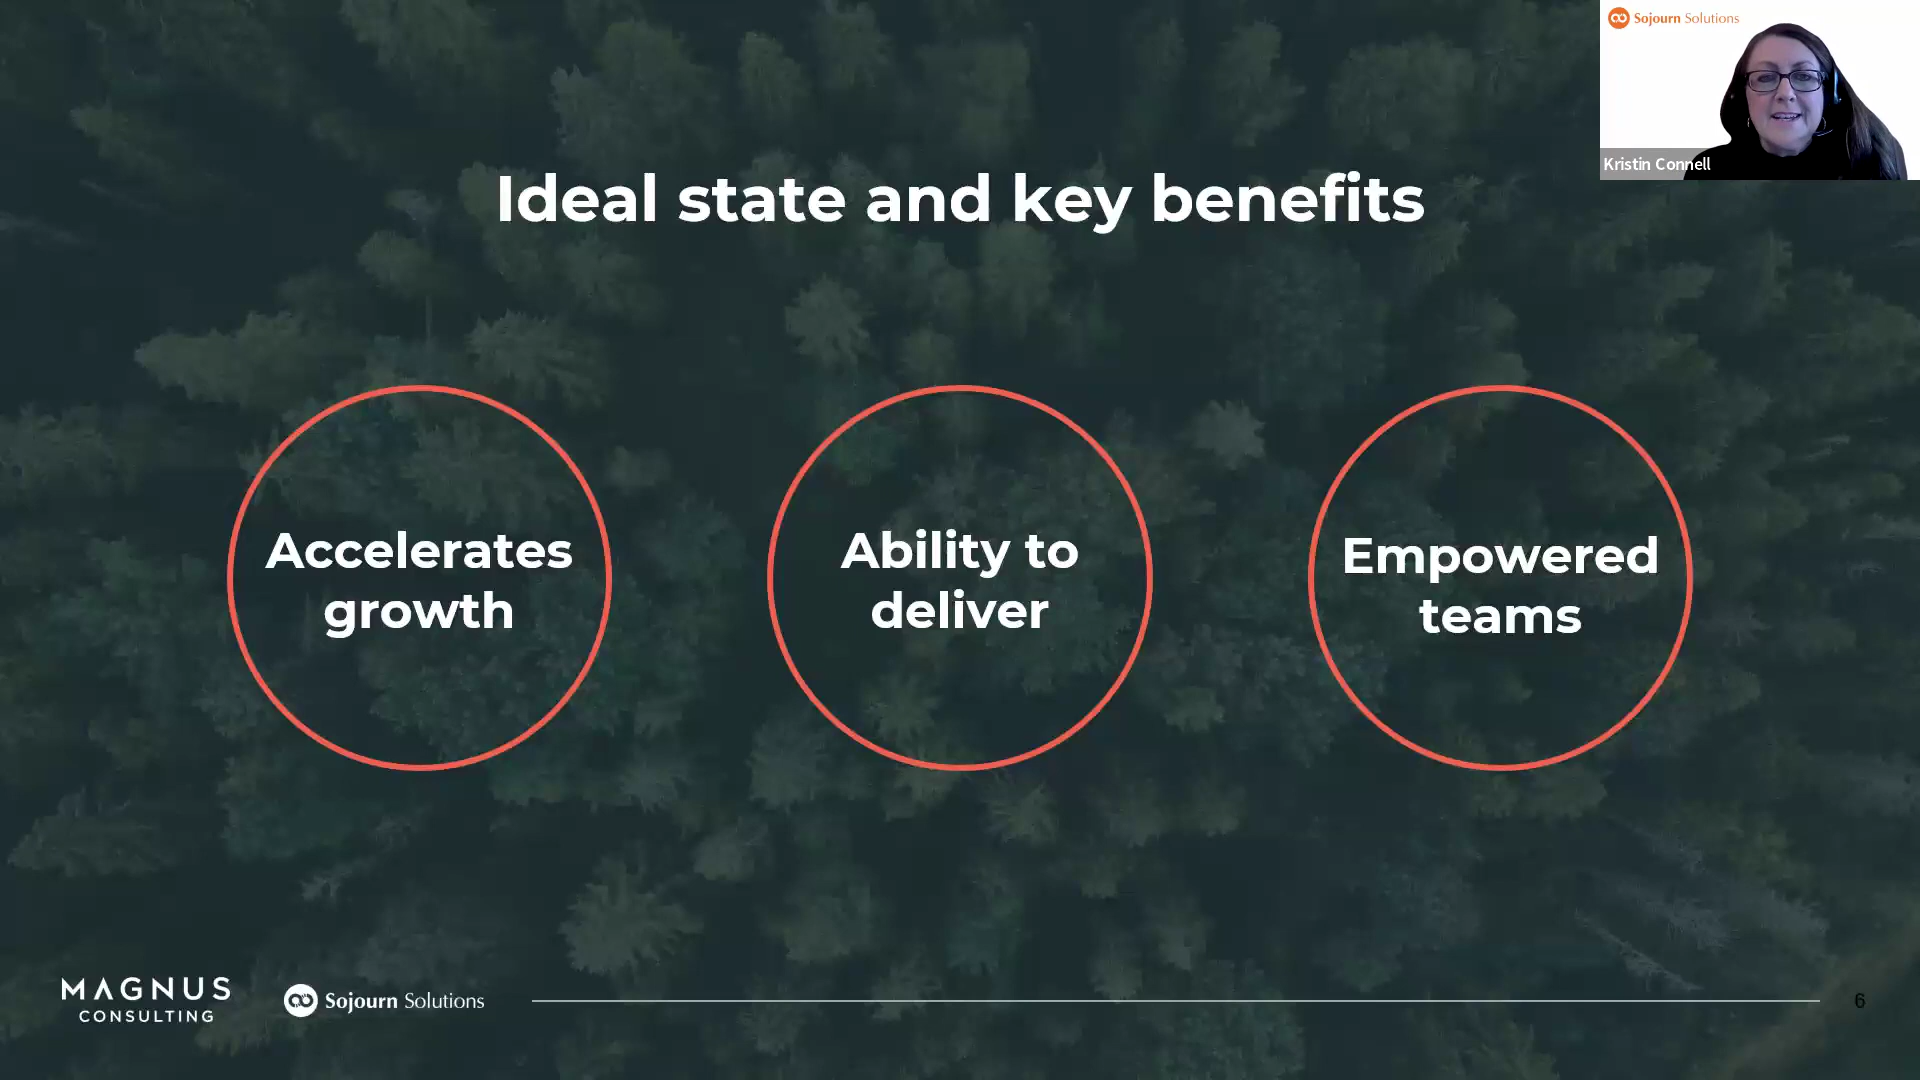 Sojourn Solutions
Kristin Connell
Ideal state and key benefits
Accelerates
growth
Ability to
deliver
Empowered
teams
MAGNUS
CONSULTING
Sojourn Solutions
6